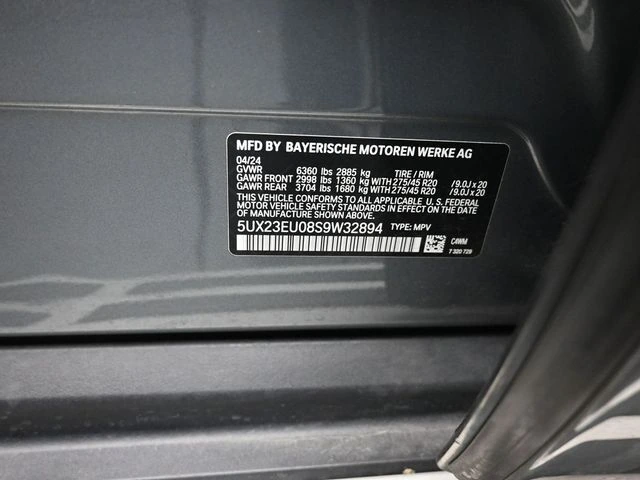 MFD BY BAYERISCHE MOTOREN WERKE AG
04/24
GVWR 6360 lbs 2885 kg TIRE / RIM
GAWR FRONT 2998 lbs 1360 kg WITH 275/45 R20 / 9.0J x 20
GAWR REAR 3704 lbs 1680 kg WITH 275/45 R20 / 9.0J x 20
THIS VEHICLE CONFORMS TO ALL APPLICABLE U. S. FEDERAL
MOTOR VEHICLE SAFETY STANDARDS IN EFFECT ON THE
DATE OF MANUFACTURE SHOWN ABOVE.
5UX23EU08S9W32894 TYPE: MPV
C4WM
7 320 729